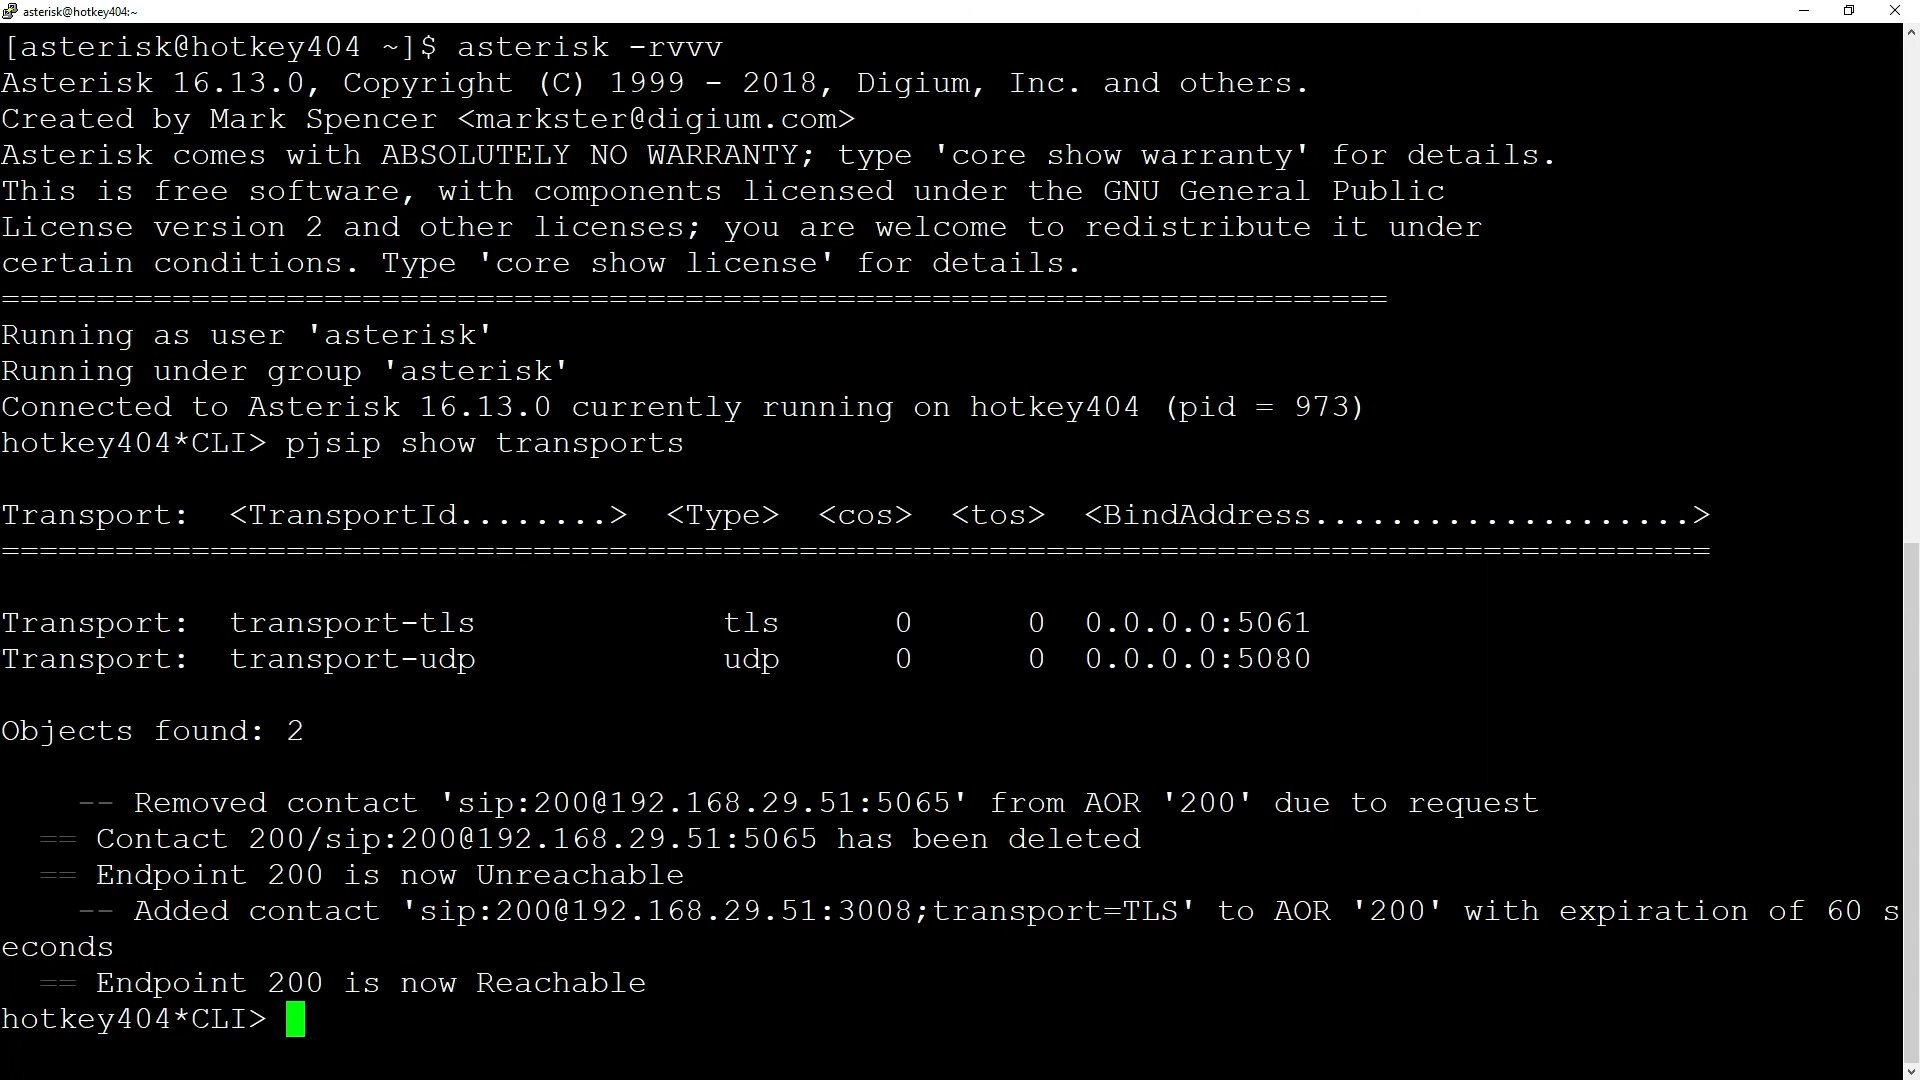 asterisk@hotkey404:~
[asterisk@hotkey404 ~]$ asterisk -rvvv
Asterisk 16.13.0, Copyright (C) 1999 - 2018, Digium, Inc. and others.
Created by Mark Spencer <markster@digium.com>
Asterisk comes with ABSOLUTELY NO WARRANTY; type 'core show warranty' for details.
This is free software, with components licensed under the GNU General Public
License version 2 and other licenses; you are welcome to redistribute it under
certain conditions. Type 'core show license' for details.
=========================================================================
Running as user 'asterisk'
Running under group 'asterisk'
Connected to Asterisk 16.13.0 currently running on hotkey404 (pid = 973)
hotkey404*CLI> pjsip show transports
Transport:  <TransportId........>  <Type>  <cos>  <tos>  <BindAddress....................>
==========================================================================================
Transport:  transport-tls             tls      0      0  0.0.0.0:5061
Transport:  transport-udp             udp      0      0  0.0.0.0:5080
Objects found: 2
    -- Removed contact 'sip:200@192.168.29.51:5065' from AOR '200' due to request
  == Contact 200/sip:200@192.168.29.51:5065 has been deleted
  == Endpoint 200 is now Unreachable
    -- Added contact 'sip:200@192.168.29.51:3008;transport=TLS' to AOR '200' with expiration of 60 s
econds
  == Endpoint 200 is now Reachable
hotkey404*CLI>